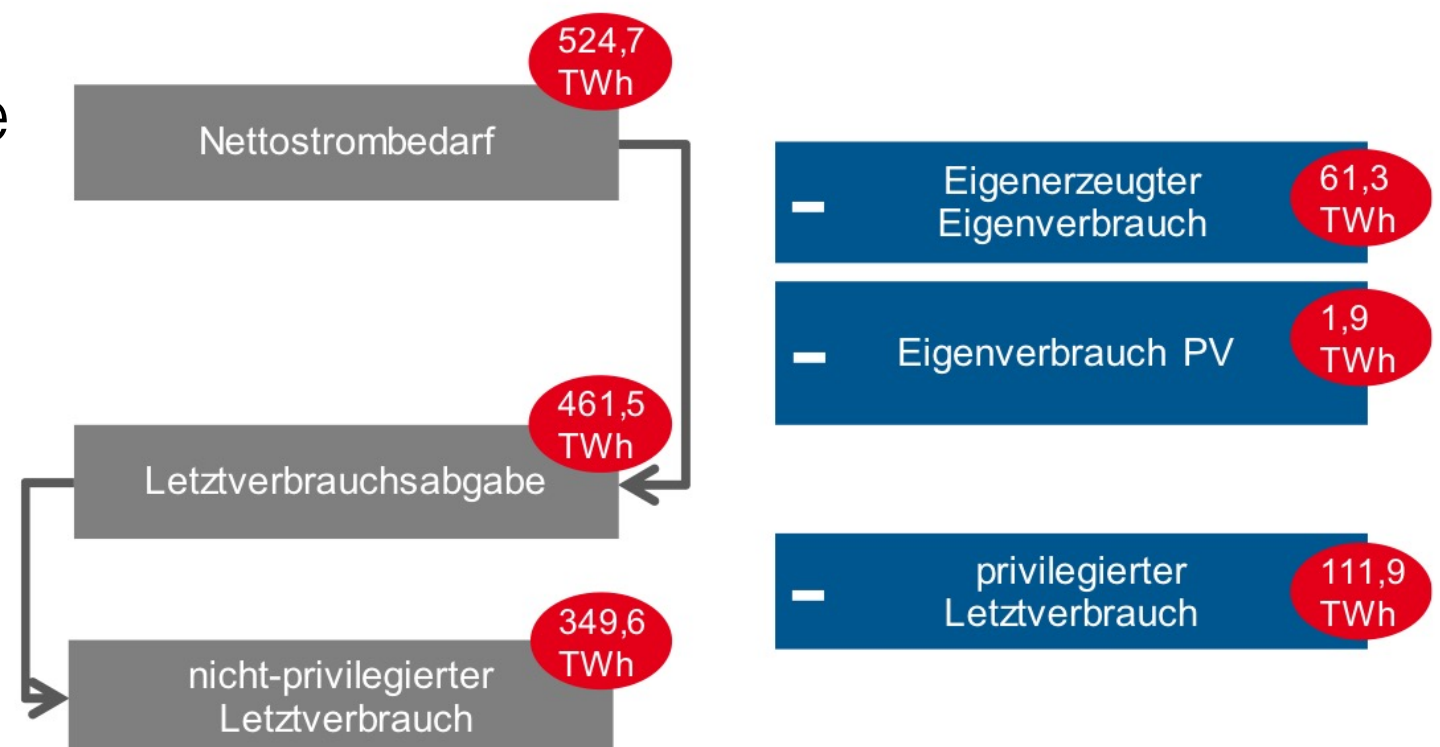 e
524,7
TWh
Nettostrombedarf
Eigenerzeugter
Eigenverbrauch
61,3
TWh
- Eigenverbrauch PV
1,9
TWh
461,5
TWh
Letztverbrauchsabgabe
privilegierter
Letztverbrauch
111,9
TWh
349,6
TWh
nicht-privilegierter
Letztverbrauch